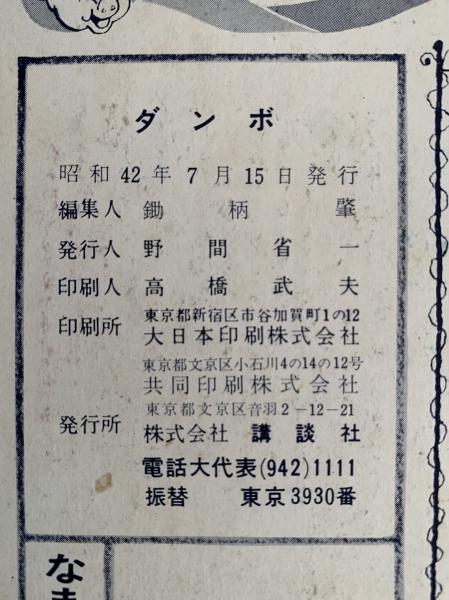 ダンボ
昭和42年7月15日発行
編集人 鋤柄肇
発行人 野間省一
印刷人 高橋武夫
印刷所 東京都新宿区市谷加賀町1の12
大日本印刷株式会社
東京都文京区小石川4の14の12号
共同印刷株式会社
発行所 東京都文京区音羽2-12-21
株式会社 講談社
電話大代表(942)1111
振替 東京3930番
なま